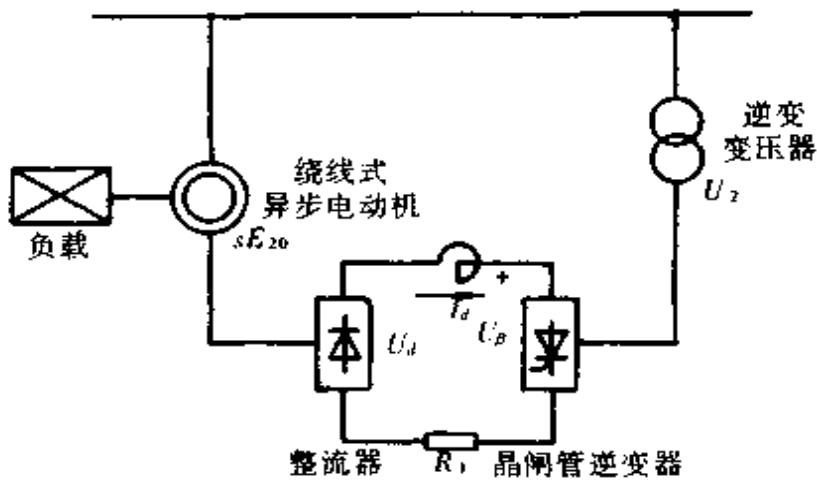 逆变
变压器
U₂
绕线式
异步电动机
sE₂₀
负载
+
I_d
U_d
U_β
整流器
R₁
晶闸管逆变器